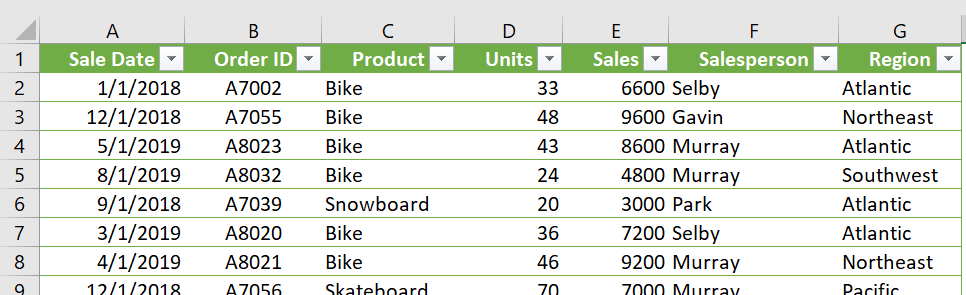 A B C D E F G
1 Sale Date Order ID Product Units Sales Salesperson Region
2 1/1/2018 A7002 Bike 33 6600 Selby Atlantic
3 12/1/2018 A7055 Bike 48 9600 Gavin Northeast
4 5/1/2019 A8023 Bike 43 8600 Murray Atlantic
5 8/1/2019 A8032 Bike 24 4800 Murray Southwest
6 9/1/2018 A7039 Snowboard 20 3000 Park Atlantic
7 3/1/2019 A8020 Bike 36 7200 Selby Atlantic
8 4/1/2019 A8021 Bike 46 9200 Murray Northeast
9 12/1/2018 A7056 Skateboard 70 7000 Murray Pacific